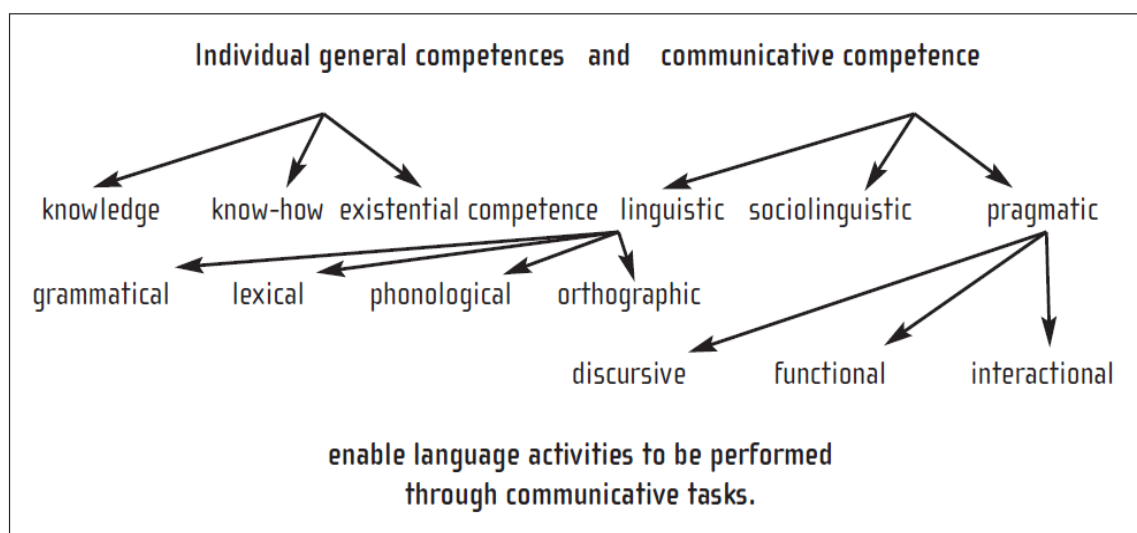 Individual general competences and communicative competence
knowledge know-how existential competence linguistic sociolinguistic pragmatic
grammatical lexical phonological orthographic
discursive functional interactional
enable language activities to be performed
through communicative tasks.